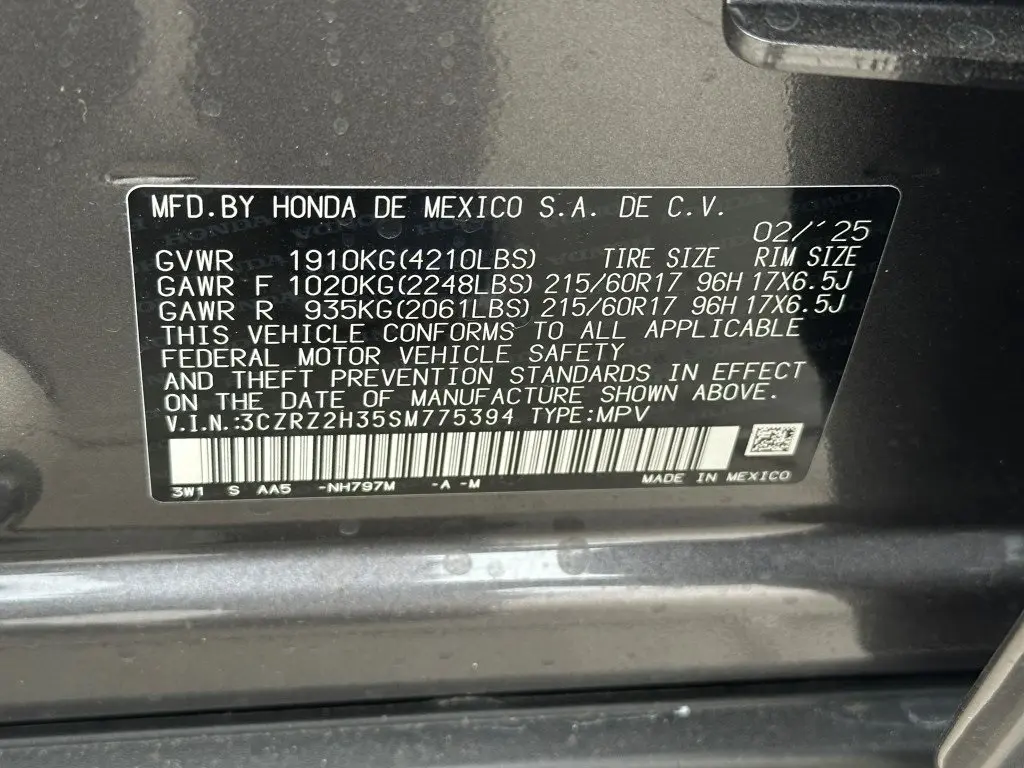 MFD.BY HONDA DE MEXICO S.A. DE C.V.
02/'25
GVWR 1910KG(4210LBS) TIRE SIZE RIM SIZE
GAWR F 1020KG(2248LBS) 215/60R17 96H 17X6.5J
GAWR R 935KG(2061LBS) 215/60R17 96H 17X6.5J
THIS VEHICLE CONFORMS TO ALL APPLICABLE
FEDERAL MOTOR VEHICLE SAFETY
AND THEFT PREVENTION STANDARDS IN EFFECT
ON THE DATE OF MANUFACTURE SHOWN ABOVE.
V.I.N.:3CZRZ2H35SM775394 TYPE:MPV
3W1 S AA5 -NH797M -A -M MADE IN MEXICO